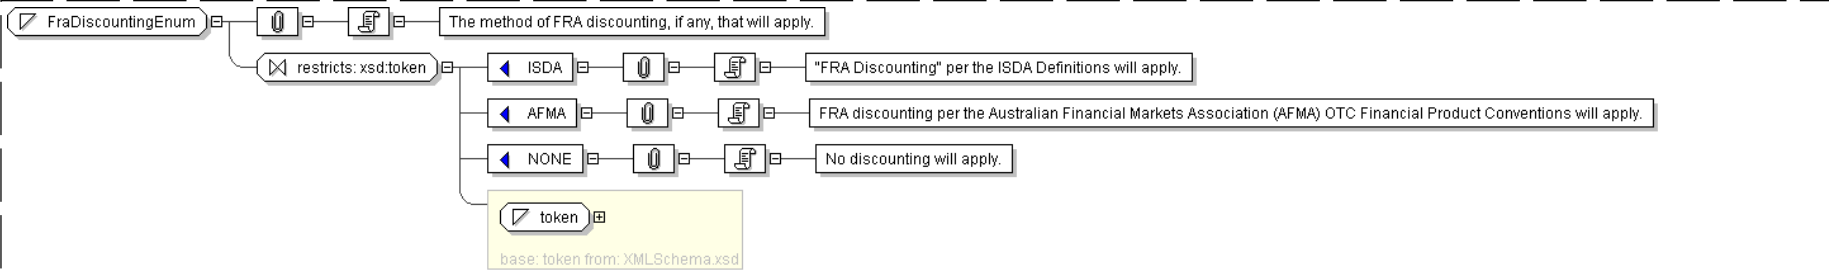 FraDiscountingEnum The method of FRA discounting, if any, that will apply.
restricts: xsd:token ISDA "FRA Discounting" per the ISDA Definitions will apply.
AFMA FRA discounting per the Australian Financial Markets Association (AFMA) OTC Financial Product Conventions will apply.
NONE No discounting will apply.
token
base: token from: XMLSchema.xsd